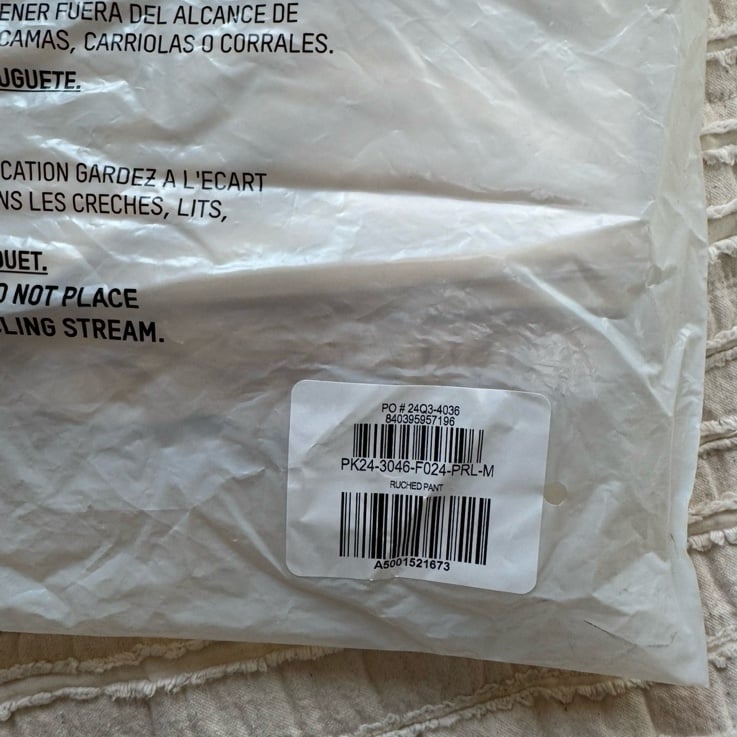 ENER FUERA DEL ALCANCE DE
CAMAS, CARRIOLAS O CORRALES.
UGUETE.
CATION GARDEZ A L'ECART
NS LES CRECHES, LITS,
OUET.
O NOT PLACE
CLING STREAM.
PO # 24Q3-4036
840395957196
PK24-3046-F024-PRL-M
RUCHED PANT
A5001521673